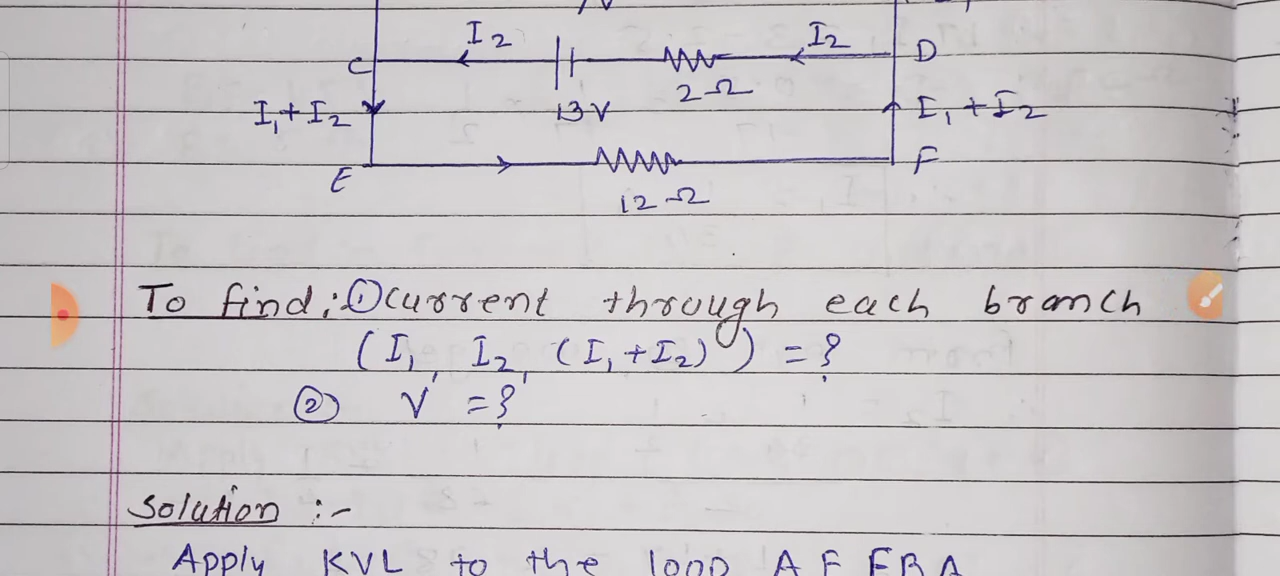 I2 I2
C D
2Ω
13V
I1+I2 I1+I2
E F
12Ω
To find:① Current through each branch
(I1, I2, (I1+I2)) = ?
② V = ?
Solution :-
Apply KVL to the loop A F E B A